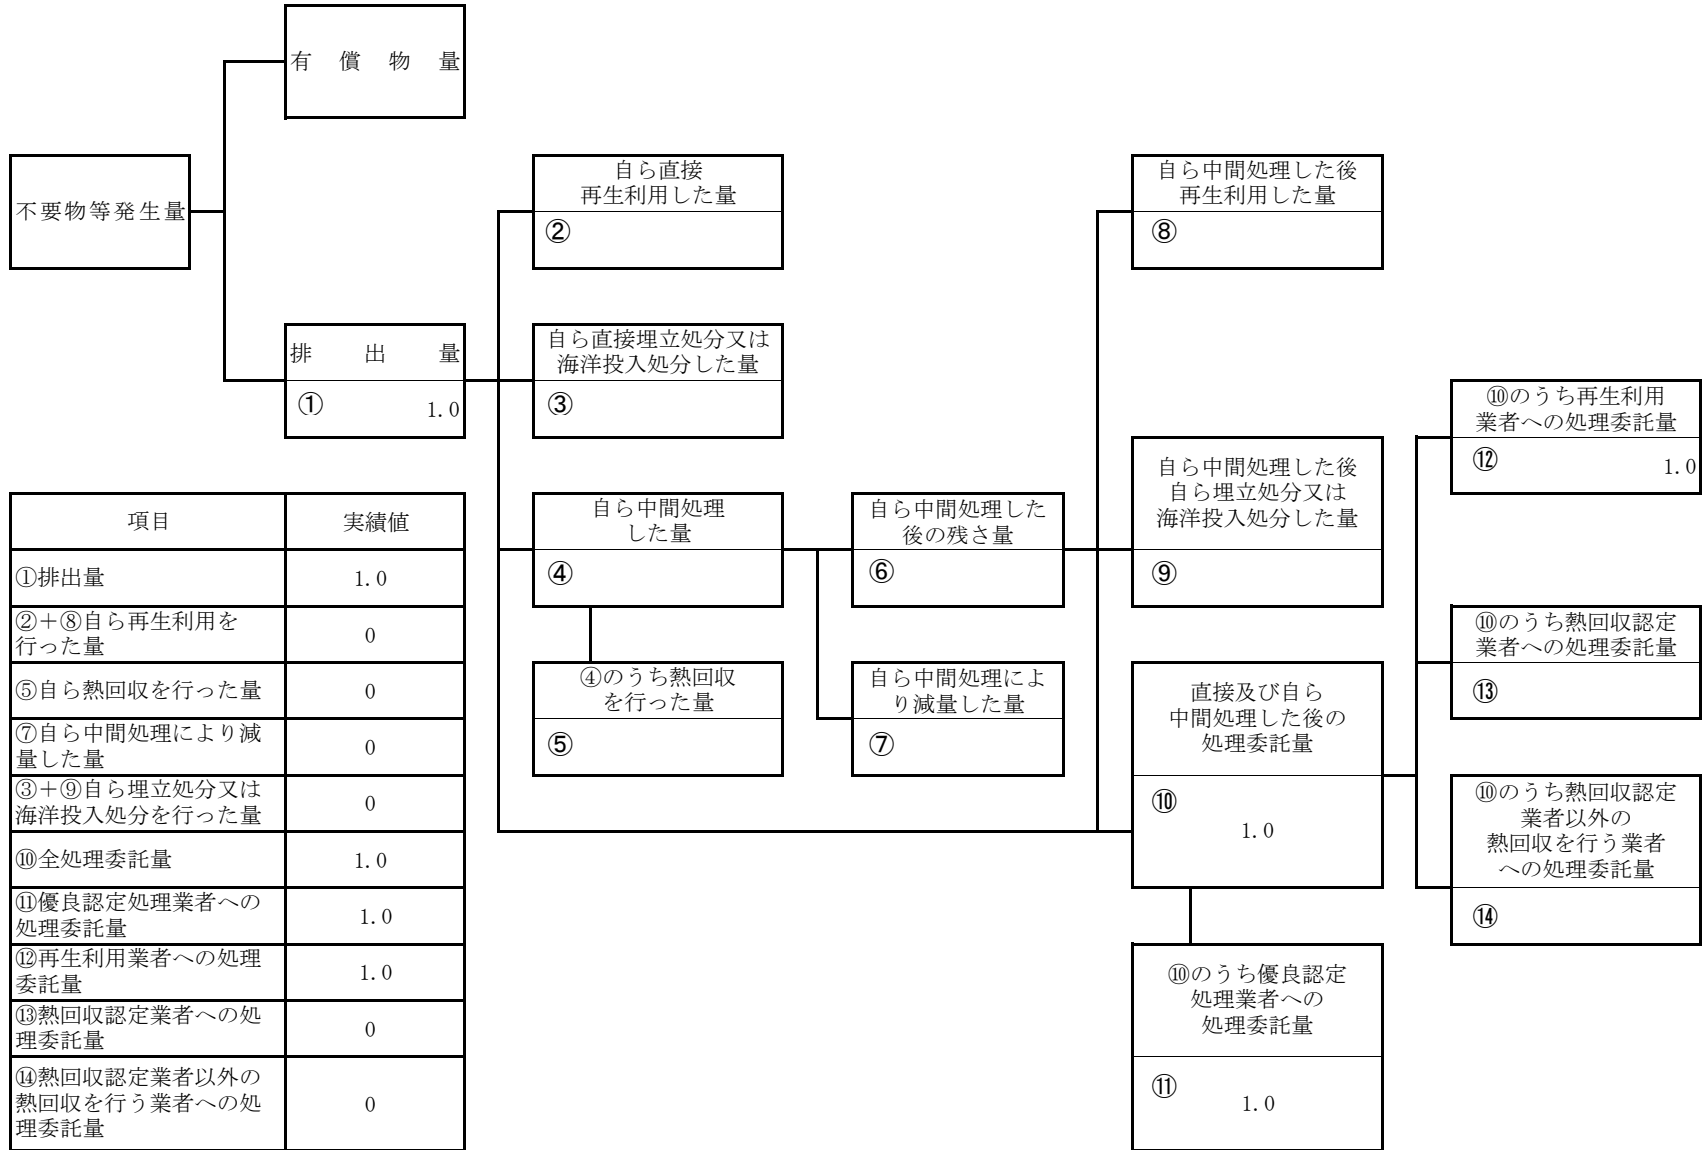 有償物量
不要物等発生量
自ら直接
再生利用した量
②
自ら中間処理した後
再生利用した量
⑧
排出量
① 1.0
自ら直接埋立処分又は
海洋投入処分した量
③
⑩のうち再生利用
業者への処理委託量
⑫ 1.0
自ら中間処理した後
自ら埋立処分又は
海洋投入処分した量
⑨
自ら中間処理
した量
④
自ら中間処理した
後の残さ量
⑥
④のうち熱回収
を行った量
⑤
自ら中間処理によ
り減量した量
⑦
直接及び自ら
中間処理した後の
処理委託量
⑩
1.0
⑩のうち熱回収認定
業者への処理委託量
⑬
⑩のうち熱回収認定
業者以外の
熱回収を行う業者
への処理委託量
⑭
⑩のうち優良認定
処理業者への
処理委託量
⑪
1.0
項目 実績値
①排出量 1.0
②＋⑧自ら再生利用を
行った量 0
⑤自ら熱回収を行った量 0
⑦自ら中間処理により減
量した量 0
③＋⑨自ら埋立処分又は
海洋投入処分を行った量 0
⑩全処理委託量 1.0
⑪優良認定処理業者への
処理委託量 1.0
⑫再生利用業者への処理
委託量 1.0
⑬熱回収認定業者への処
理委託量 0
⑭熱回収認定業者以外の
熱回収を行う業者への処
理委託量 0